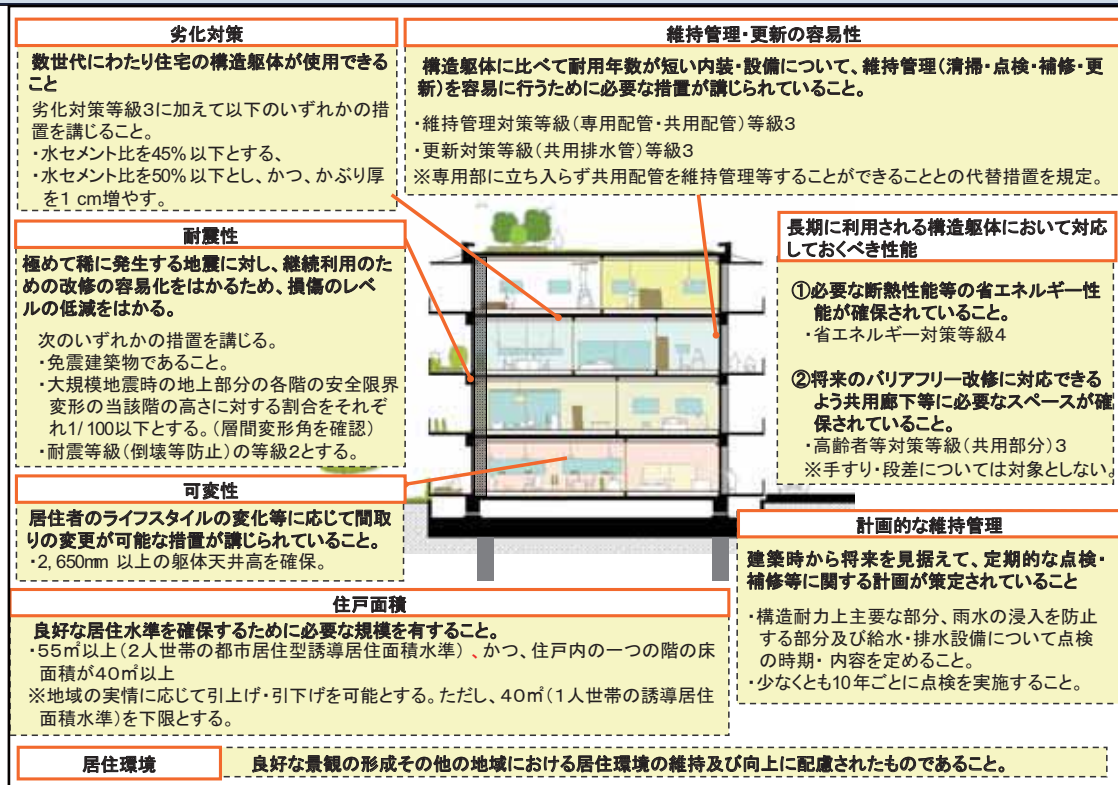 劣化対策
数世代にわたり住宅の構造躯体が使用できる
こと
劣化対策等級3に加えて以下のいずれかの措
置を講じること。
・水セメント比を45%以下とする、
・水セメント比を50%以下とし、かつ、かぶり厚
を1cm増やす。
維持管理・更新の容易性
構造躯体に比べて耐用年数が短い内装・設備について、維持管理(清掃・点検・補修・更
新)を容易に行うために必要な措置が講じられていること。
・維持管理対策等級(専用配管・共用配管)等級3
・更新対策等級(共用排水管)等級3
※専用部に立ち入らず共用配管を維持管理等することができることとの代替措置を規定。
耐震性
極めて稀に発生する地震に対し、継続利用のた
めの改修の容易化をはかるため、損傷のレベ
ルの低減をはかる。
次のいずれかの措置を講じる。
・免震建築物であること。
・大規模地震時の地上部分の各階の安全限界
変形の当該階の高さに対する割合をそれぞ
れ1/100以下とする。(層間変形角を確認)
・耐震等級(倒壊等防止)の等級2とする。
長期に利用される構造躯体において対応
しておくべき性能
①必要な断熱性能等の省エネルギー性
能が確保されていること。
・省エネルギー対策等級4
②将来のバリアフリー改修に対応できる
よう共用廊下等に必要なスペースが確
保されていること。
・高齢者等対策等級(共用部分)3
※手すり・段差については対象としない。
可変性
居住者のライフスタイルの変化等に応じて間取
りの変更が可能な措置が講じられていること。
・2,650mm 以上の躯体天井高を確保。
計画的な維持管理
建築時から将来を見据えて、定期的な点検・
補修等に関する計画が策定されていること
・構造耐力上主要な部分、雨水の浸入を防止
する部分及び給水・排水設備について点検
の時期・内容を定めること。
・少なくとも10年ごとに点検を実施すること。
住戸面積
良好な居住水準を確保するために必要な規模を有すること。
・55㎡以上(2人世帯の都市居住型誘導居住面積水準)、かつ、住戸内の一つの階の床
面積が40㎡以上
※地域の実情に応じて引上げ・引下げを可能とする。ただし、40㎡(1人世帯の誘導居住
面積水準)を下限とする。
居住環境
良好な景観の形成その他の地域における居住環境の維持及び向上に配慮されたものであること。